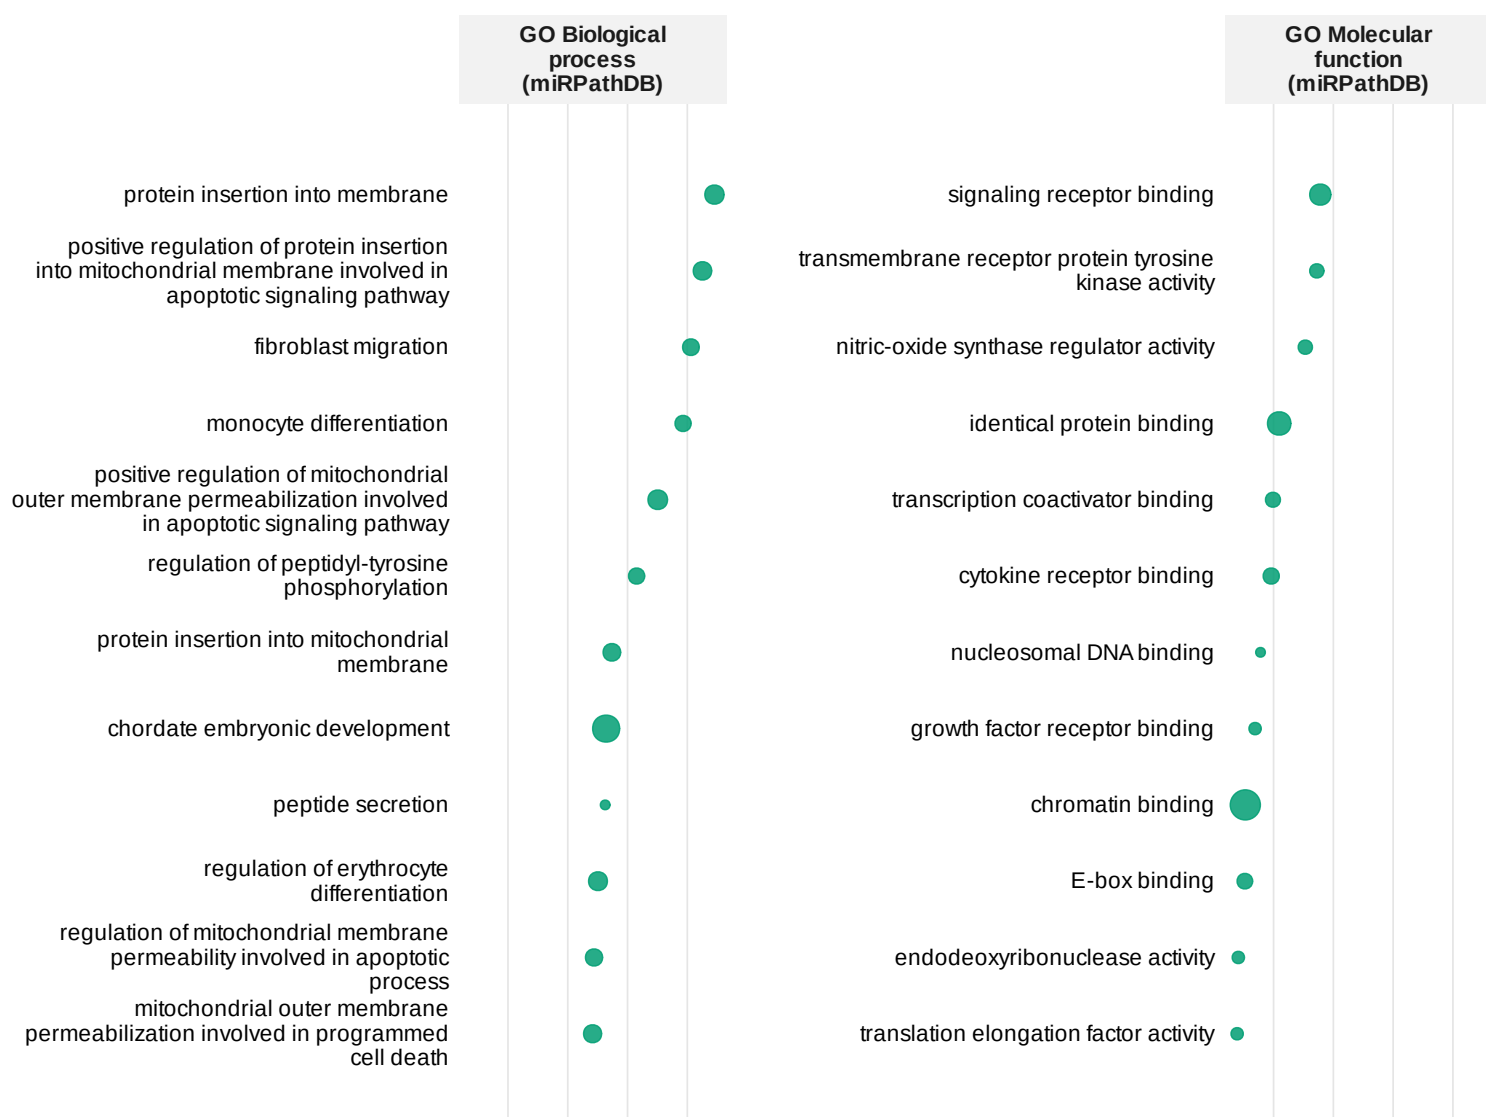 GO Biological
process
(miRPathDB)
protein insertion into membrane
positive regulation of protein insertion
into mitochondrial membrane involved in
apoptotic signaling pathway
fibroblast migration
monocyte differentiation
positive regulation of mitochondrial
outer membrane permeabilization involved
in apoptotic signaling pathway
regulation of peptidyl-tyrosine
phosphorylation
protein insertion into mitochondrial
membrane
chordate embryonic development
peptide secretion
regulation of erythrocyte
differentiation
regulation of mitochondrial membrane
permeability involved in apoptotic
process
mitochondrial outer membrane
permeabilization involved in programmed
cell death
GO Molecular
function
(miRPathDB)
signaling receptor binding
transmembrane receptor protein tyrosine
kinase activity
nitric-oxide synthase regulator activity
identical protein binding
transcription coactivator binding
cytokine receptor binding
nucleosomal DNA binding
growth factor receptor binding
chromatin binding
E-box binding
endodeoxyribonuclease activity
translation elongation factor activity